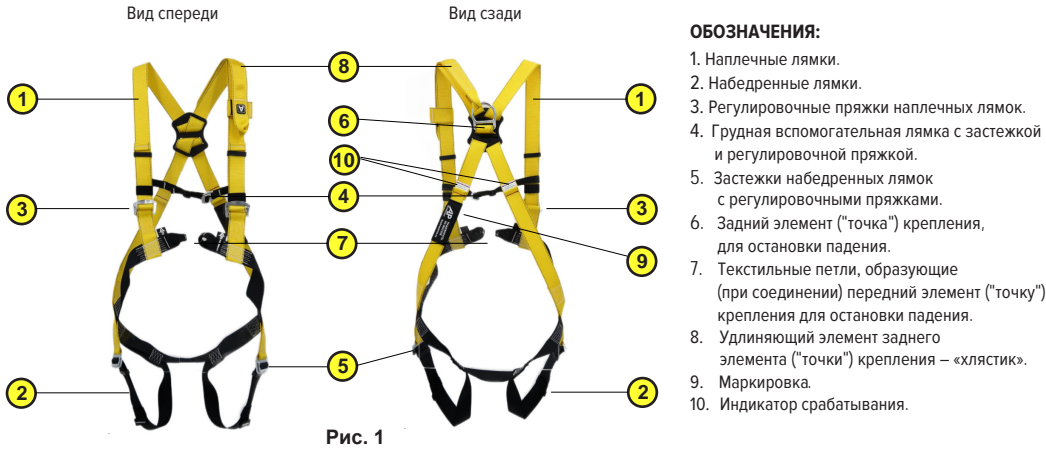 Вид спереди
Вид сзади
1
8
1
6
10
3
4
3
7
9
5
2
2
Рис. 1
ОБОЗНАЧЕНИЯ:
1. Наплечные лямки.
2. Набедренные лямки.
3. Регулировочные пряжки наплечных лямок.
4. Грудная вспомогательная лямка с застежкой
и регулировочной пряжкой.
5. Застежки набедренных лямок
с регулировочными пряжками.
6. Задний элемент ("точка") крепления,
для остановки падения.
7. Текстильные петли, образующие
(при соединении) передний элемент ("точку")
крепления для остановки падения.
8. Удлиняющий элемент заднего
элемента ("точки") крепления – «хлястик».
9. Маркировка.
10. Индикатор срабатывания.